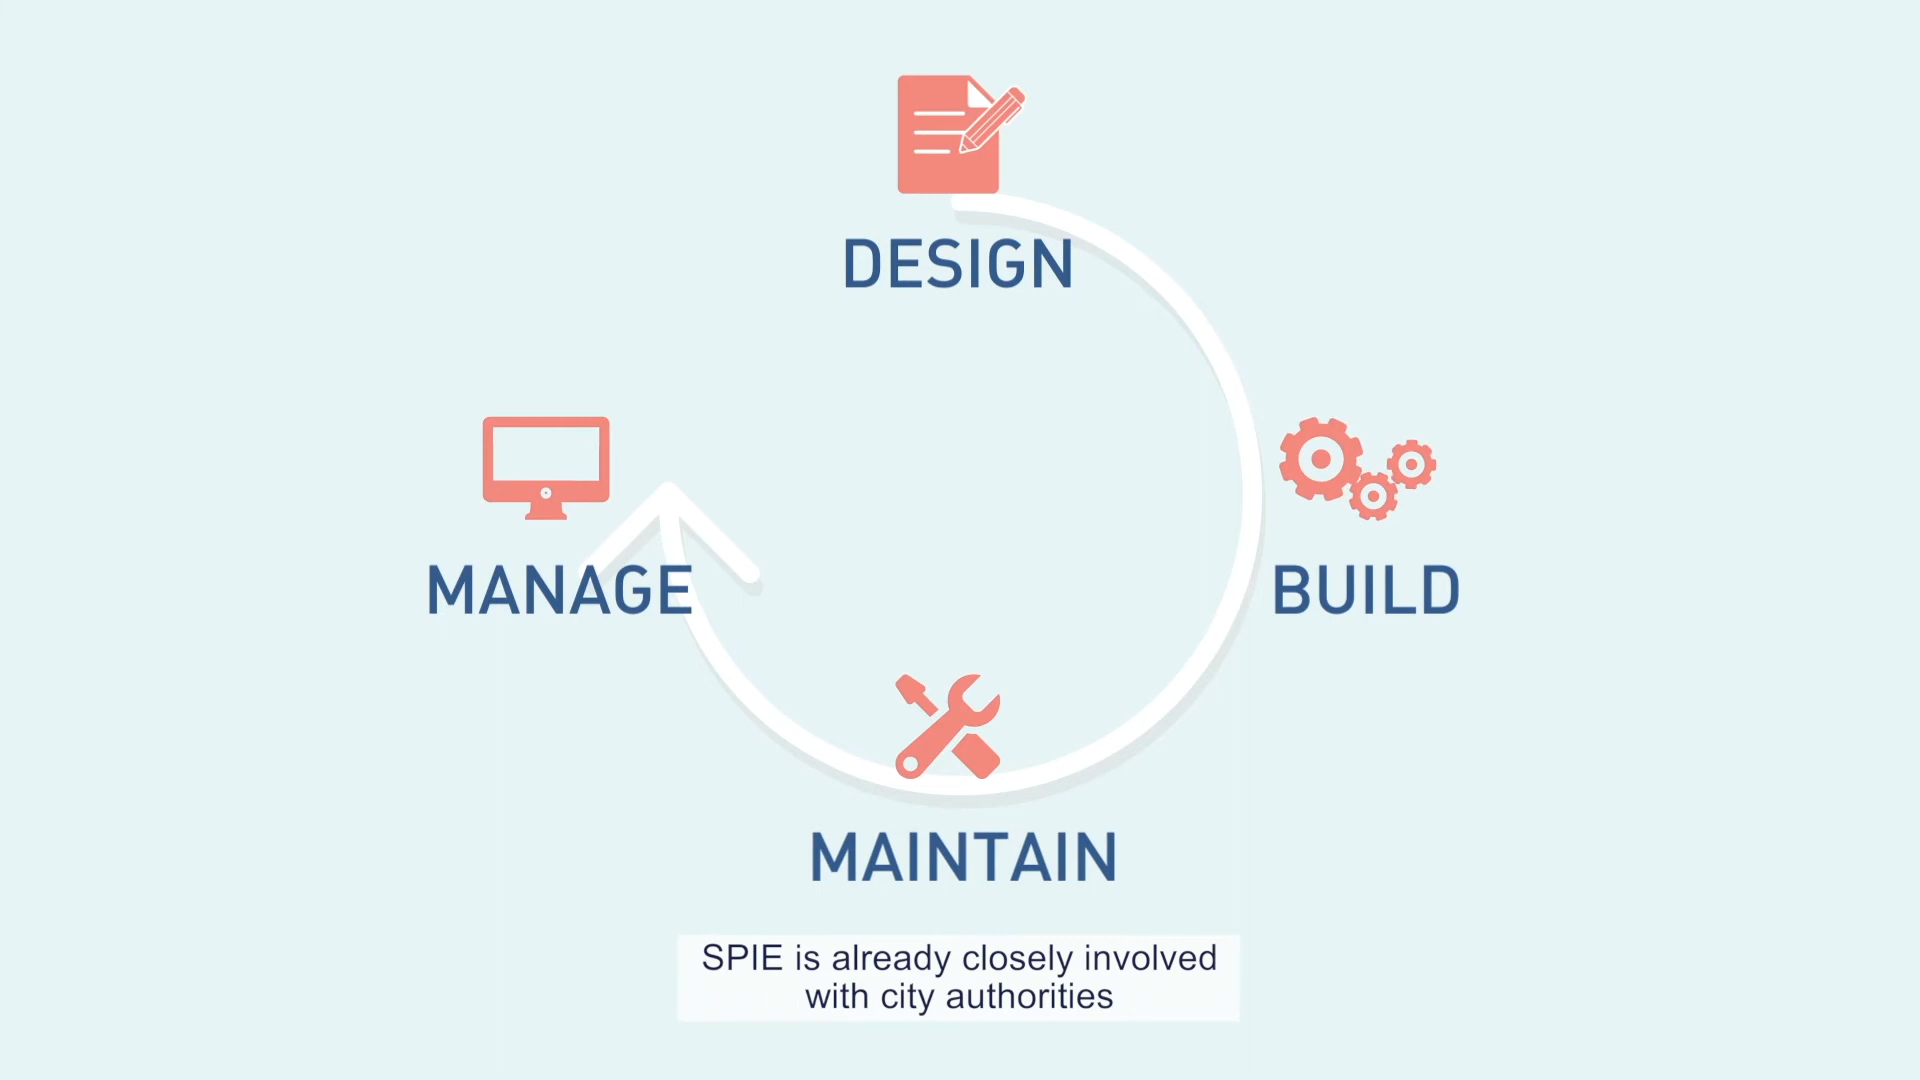 DESIGN
MANAGE
BUILD
MAINTAIN
SPIE is already closely involved
with city authorities